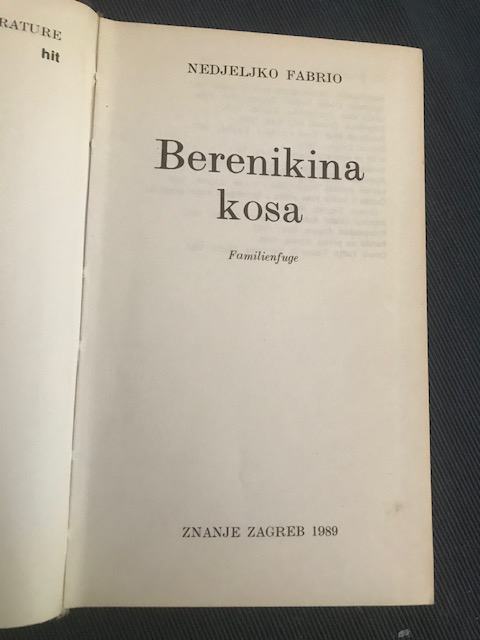 RATURE
hit
NEDJELJKO FABRIO
Berenikina
kosa
Familienfuge
ZNANJE ZAGREB 1989